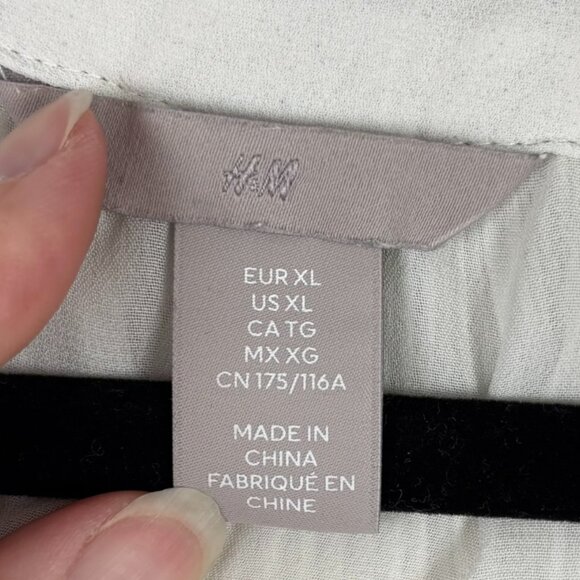 H&M
EUR XL
US XL
CA TG
MX XG
CN 175/116A
MADE IN
CHINA
FABRIQUÉ EN
CHINE